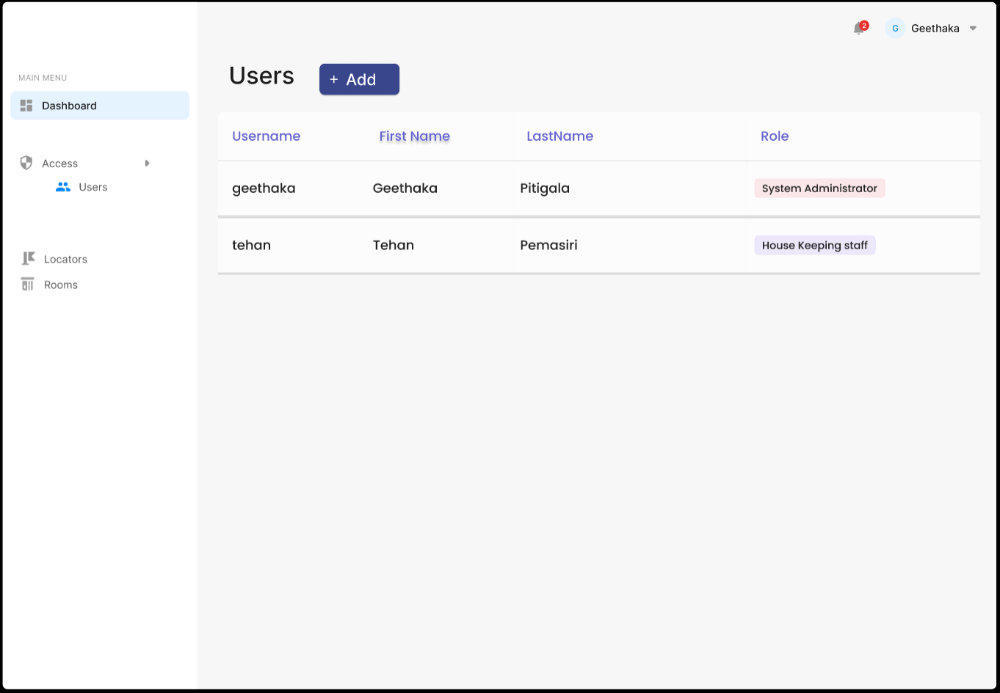 2
G
Geethaka
MAIN MENU
Dashboard
Access
Users
Locators
Rooms
Users
+ Add
Username First Name LastName Role
geethaka Geethaka Pitigala System Administrator
tehan Tehan Pemasiri House Keeping staff